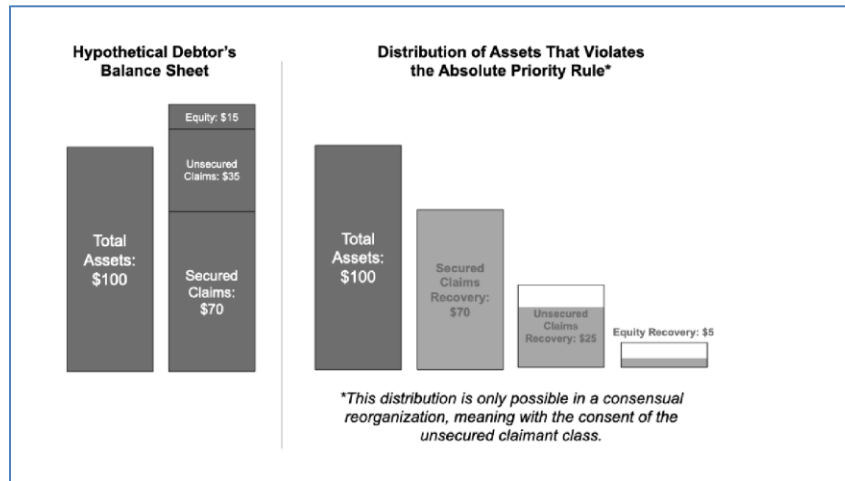 Hypothetical Debtor's
Balance Sheet
Equity: $15
Unsecured
Claims: $35
Total
Assets:
$100
Secured
Claims:
$70
Distribution of Assets That Violates
the Absolute Priority Rule*
Total
Assets:
$100
Secured
Claims
Recovery:
$70
Unsecured
Claims
Recovery: $25
Equity Recovery: $5
*This distribution is only possible in a consensual
reorganization, meaning with the consent of the
unsecured claimant class.